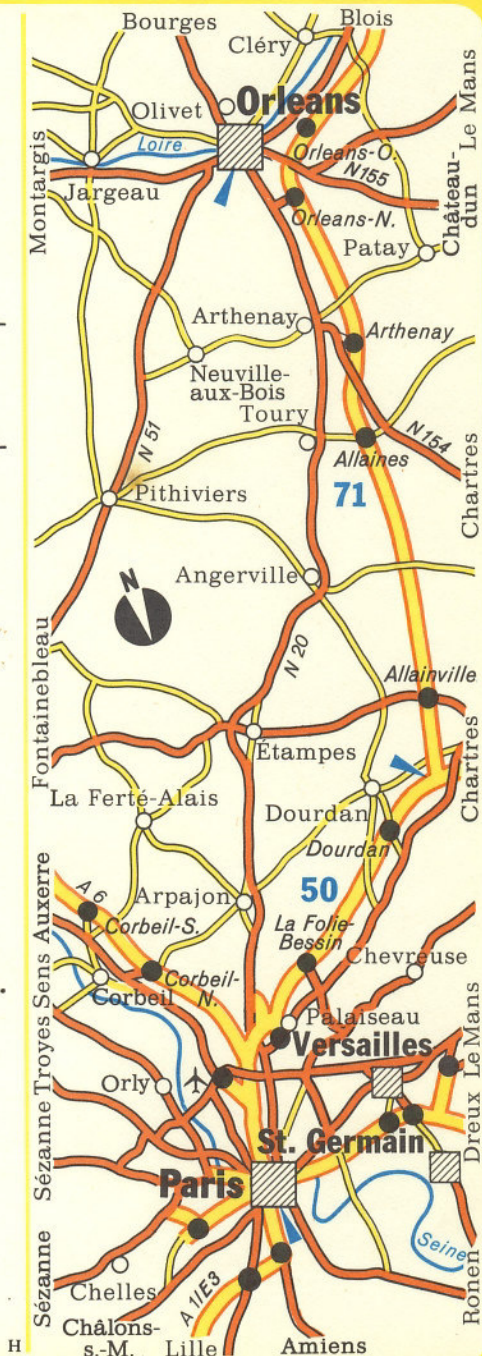 Bourges
Blois
Cléry
Olivet
Orleans
Le Mans
Loire
Orleans-O.
N155
Montargis
Jargeau
Château-
dun
Orleans-N.
Patay
Arthenay
Arthenay
Neuville-
aux-Bois
Toury
N 154
N 51
Allaines
Chartres
71
Pithiviers
Angerville
N
N 20
Allainville
Fontainebleau
Étampes
Chartres
La Ferté-Alais
Dourdan
Dourdan
50
Auxerre
A 6
Arpajon
Corbeil-S.
La Folie-
Bessin
Chevreuse
Sens
Corbeil
Corbeil-
N.
Palaiseau
Versailles
Le Mans
Troyes
Orly
Dreux
St. Germain
Sézanne
Paris
Seine
Ronen
Sézanne
Chelles
A 1/E3
Châlons-
s.-M.
Lille
Amiens
H